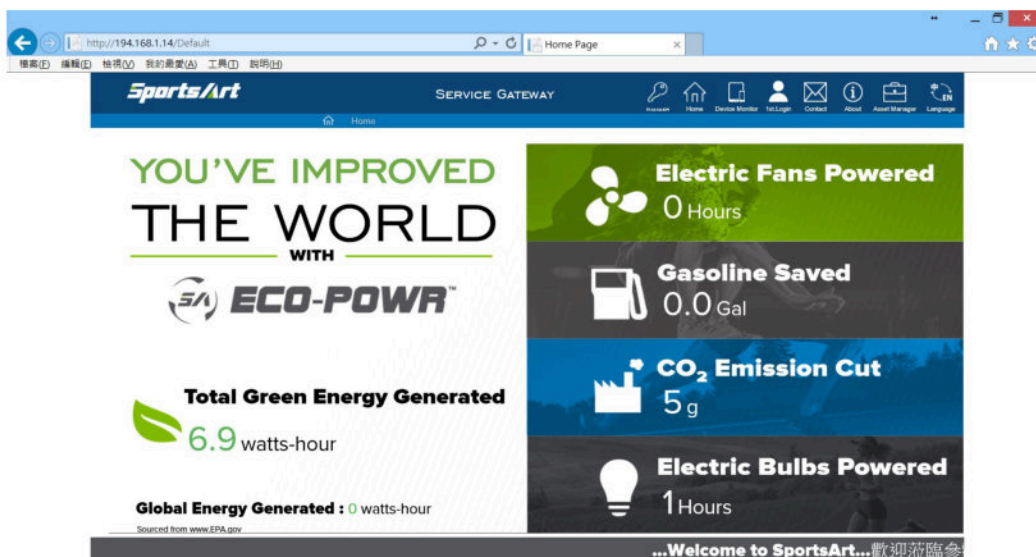 http://194.168.1.14/Default
Home Page
檔案(F) 編輯(E) 檢視(V) 我的最愛(A) 工具(T) 說明(H)
SportsArt
SERVICE GATEWAY
Home Device Monitor 1st.Login Contact About Asset Manager Language
EN
Home
YOU'VE IMPROVED
THE WORLD
WITH
SA ECO-POWR™
Total Green Energy Generated
6.9 watts-hour
Global Energy Generated : 0 watts-hour
Sourced from www.EPA.gov
Electric Fans Powered
0 Hours
Gasoline Saved
0.0 Gal
CO₂ Emission Cut
5 g
Electric Bulbs Powered
1 Hours
...Welcome to SportsArt...歡迎蒞臨參